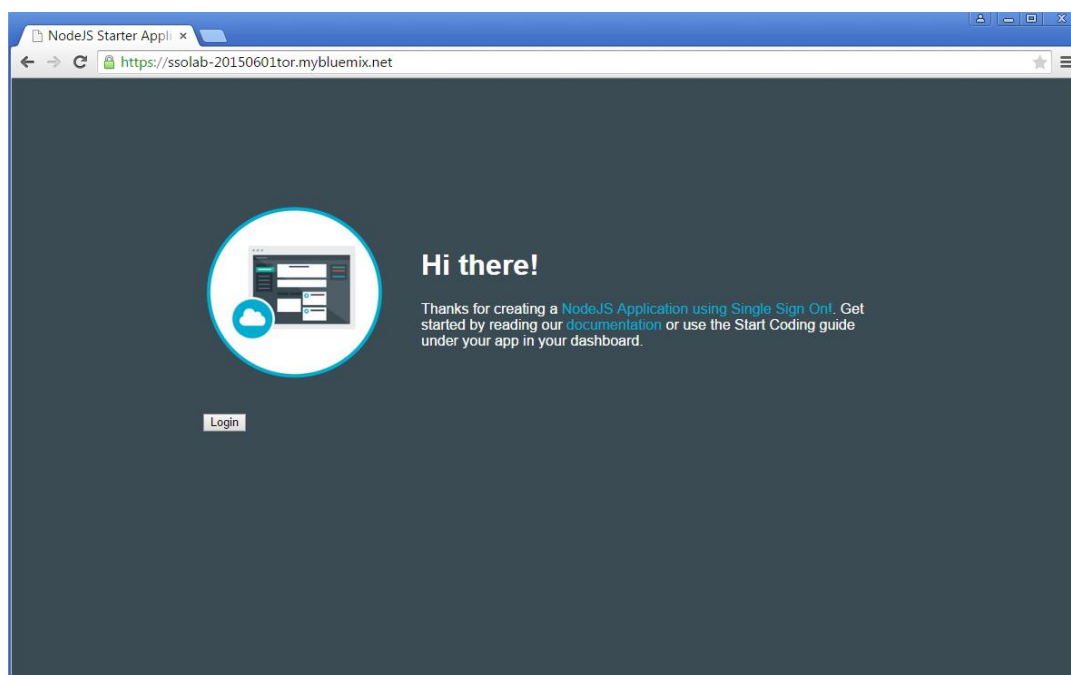 NodeJS Starter Appli
https://ssolab-20150601tor.mybluemix.net
Hi there!
Thanks for creating a NodeJS Application using Single Sign On!. Get
started by reading our documentation or use the Start Coding guide
under your app in your dashboard.
Login